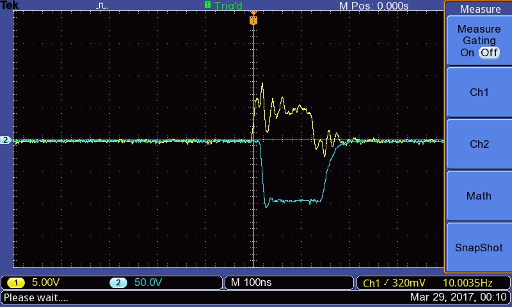 Tek T Trig'd M Pos: 0.000s Measure
T
Measure
Gating
On Off
Ch1
2
Ch2
Math
SnapShot
1 5.00V 2 50.0V M 100ns Ch1 / 320mV 10.0035Hz
Please wait.... Mar 29, 2017, 00:10